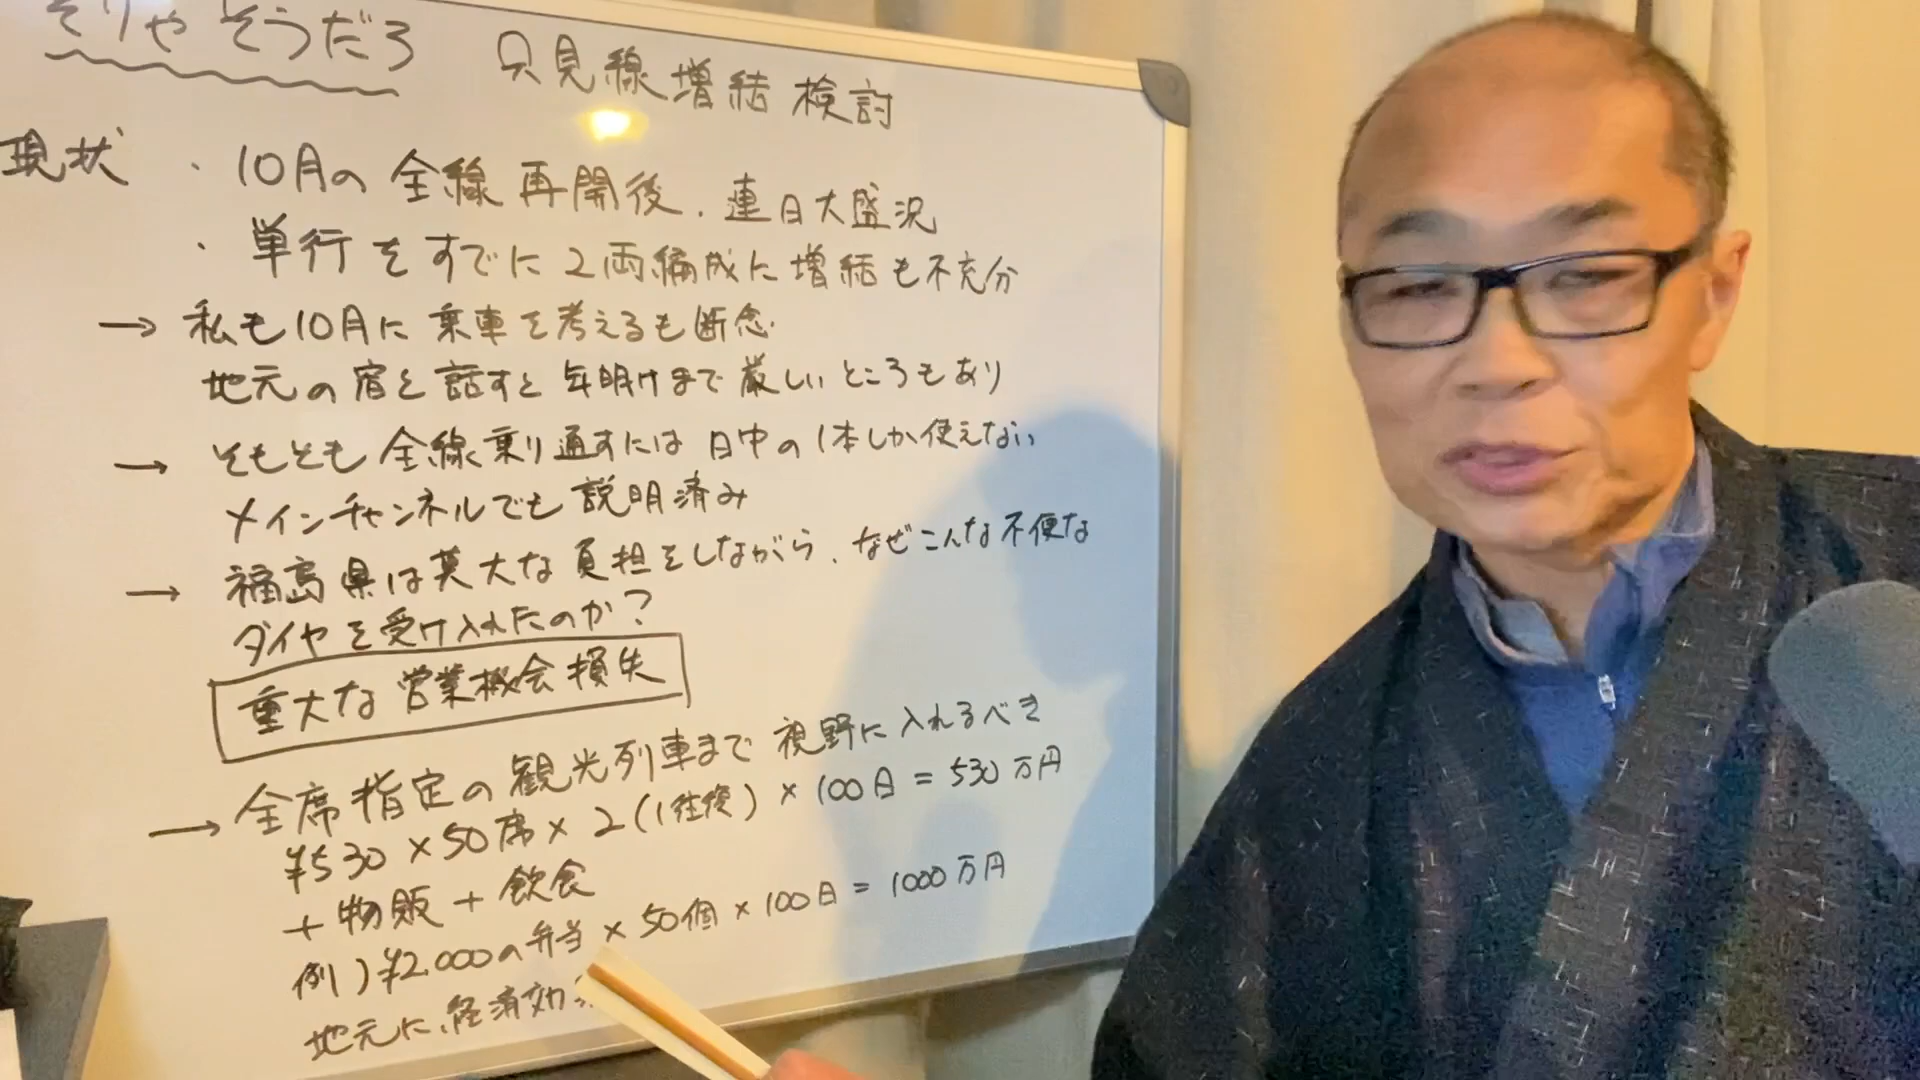 そりゃそうだろ 只見線増結検討
現状 ・10月の全線再開後、連日大盛況
・単行をすでに2両編成に増結も不充分
→ 私も10月に乗車を考えるも断念
地元の宿と話すと年明けまで厳しいところもあり
→ そもそも全線乗り通すには日中の1本しか使えない
メインチャンネルでも説明済み
→ 福島県は莫大な負担をしながら、なぜこんな不便な
ダイヤを受け入れたのか?
重大な営業機会損失
→ 全席指定の観光列車まで視野に入れるべき
¥530×50席×2(1往復)×100日=530万円
+物販+飲食
例)¥2,000の弁当×50個×100日=1000万円
地元に経済効